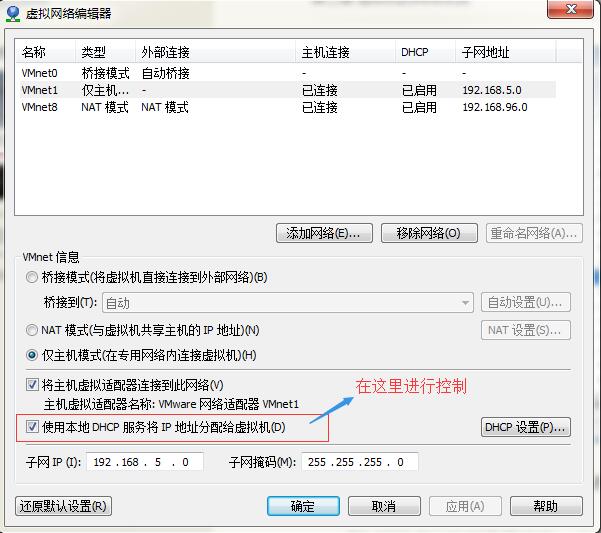 虚拟网络编辑器
名称 类型 外部连接 主机连接 DHCP 子网地址
VMnet0 桥接模式 自动桥接 - - -
VMnet1 仅主机... - 已连接 已启用 192.168.5.0
VMnet8 NAT 模式 NAT 模式 已连接 已启用 192.168.96.0
添加网络(E)... 移除网络(O) 重命名网络(A)...
VMnet 信息
桥接模式(将虚拟机直接连接到外部网络)(B)
桥接到(T): 自动 自动设置(U)...
NAT 模式(与虚拟机共享主机的 IP 地址)(N) NAT 设置(S)...
仅主机模式(在专用网络内连接虚拟机)(H)
将主机虚拟适配器连接到此网络(V) 在这里进行控制
主机虚拟适配器名称: VMware 网络适配器 VMnet1
使用本地 DHCP 服务将 IP 地址分配给虚拟机(D) DHCP 设置(P)...
子网 IP (I): 192 .168 . 5 . 0 子网掩码(M): 255 .255 .255 . 0
还原默认设置(R) 确定 取消 应用(A) 帮助